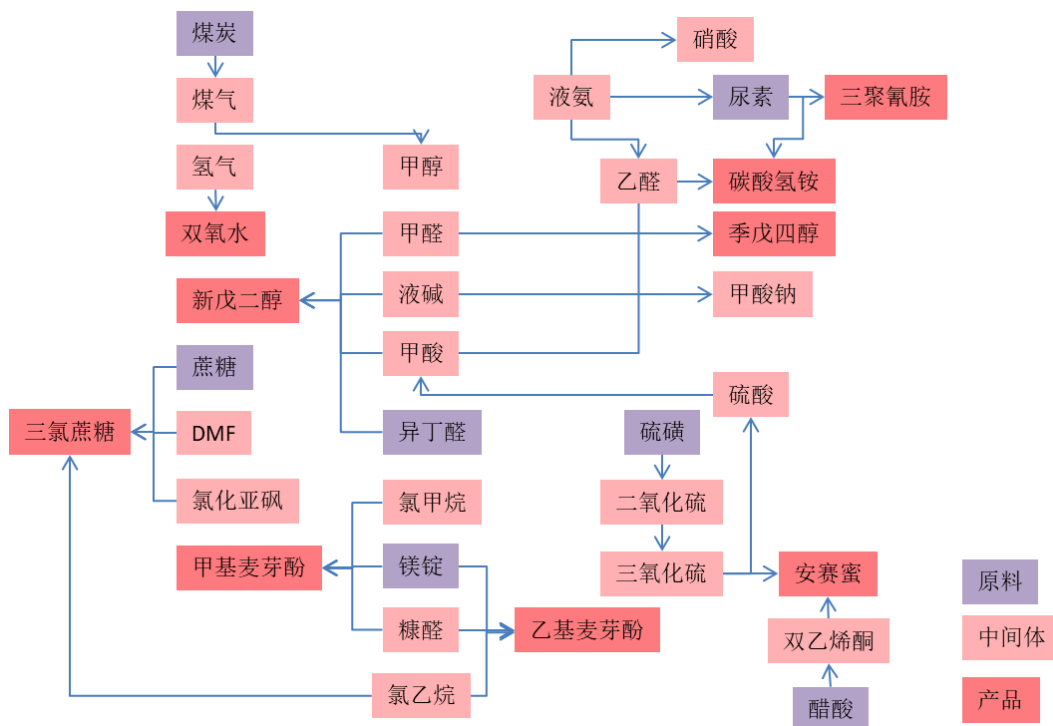 煤炭
硝酸
煤气
液氨
尿素
三聚氰胺
氢气
甲醇
乙醛
碳酸氢铵
双氧水
甲醛
季戊四醇
新戊二醇
液碱
甲酸钠
蔗糖
甲酸
硫酸
三氯蔗糖
DMF
异丁醛
硫磺
氯化亚砜
氯甲烷
二氧化硫
甲基麦芽酚
镁锭
三氧化硫
安赛蜜
原料
糠醛
乙基麦芽酚
双乙烯酮
中间体
氯乙烷
醋酸
产品